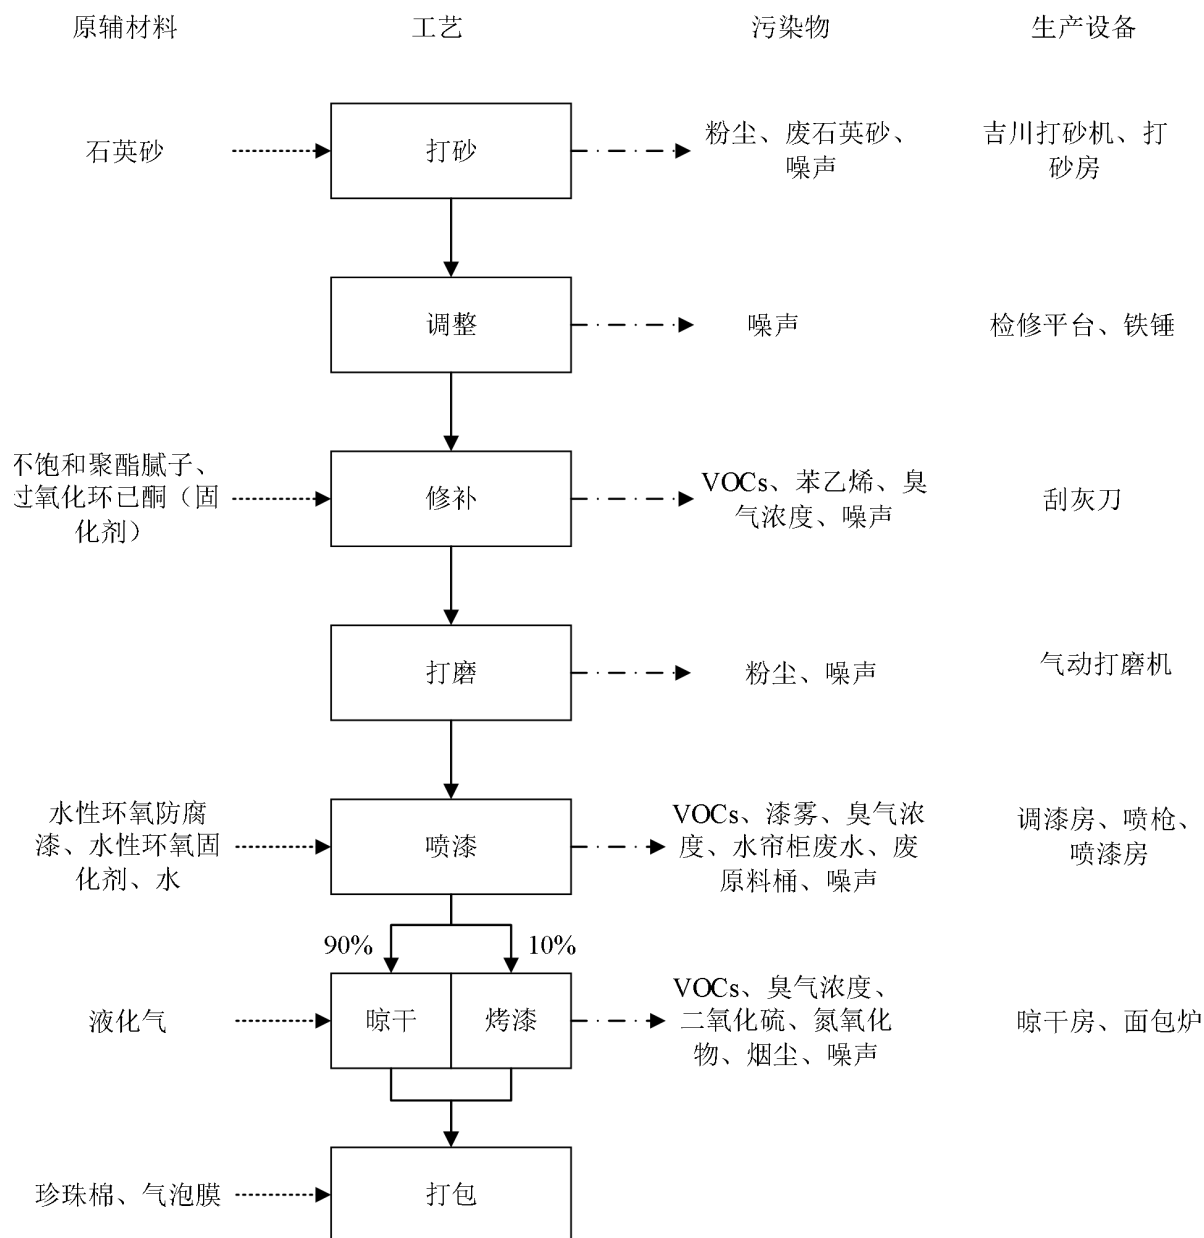 原辅材料
工艺
污染物
生产设备
石英砂
打砂
粉尘、废石英砂、
噪声
吉川打砂机、打
砂房
调整
噪声
检修平台、铁锤
不饱和聚酯腻子、
过氧化环已酮（固
化剂）
修补
VOCs、苯乙烯、臭
气浓度、噪声
刮灰刀
打磨
粉尘、噪声
气动打磨机
水性环氧防腐
漆、水性环氧固
化剂、水
喷漆
VOCs、漆雾、臭气浓
度、水帘柜废水、废
原料桶、噪声
调漆房、喷枪、
喷漆房
90%
10%
液化气
晾干
烤漆
VOCs、臭气浓度、
二氧化硫、氮氧化
物、烟尘、噪声
晾干房、面包炉
珍珠棉、气泡膜
打包